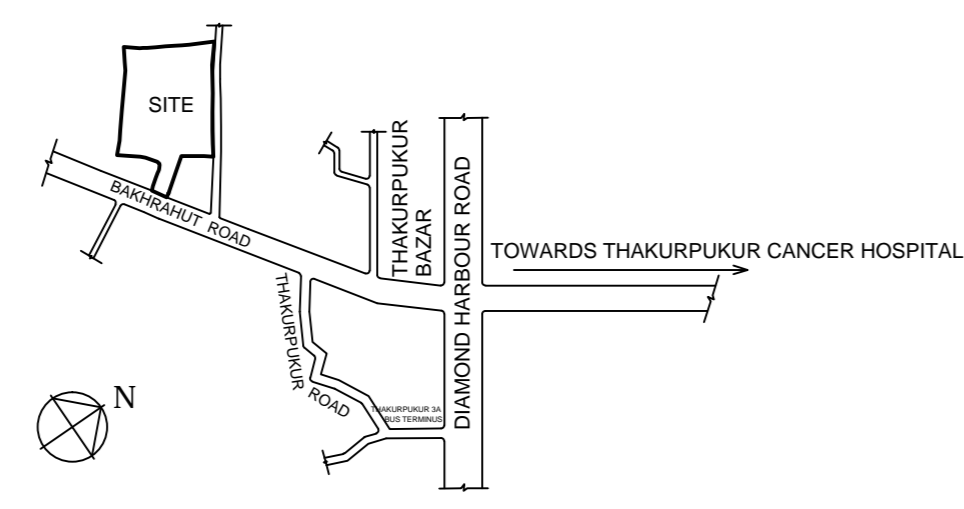 SITE
BAKHRAHUT ROAD
THAKURPUKUR
BAZAR
DIAMOND HARBOUR ROAD
TOWARDS THAKURPUKUR CANCER HOSPITAL
THAKURPUKUR ROAD
THAKURPUKUR 3A
BUS TERMINUS
N